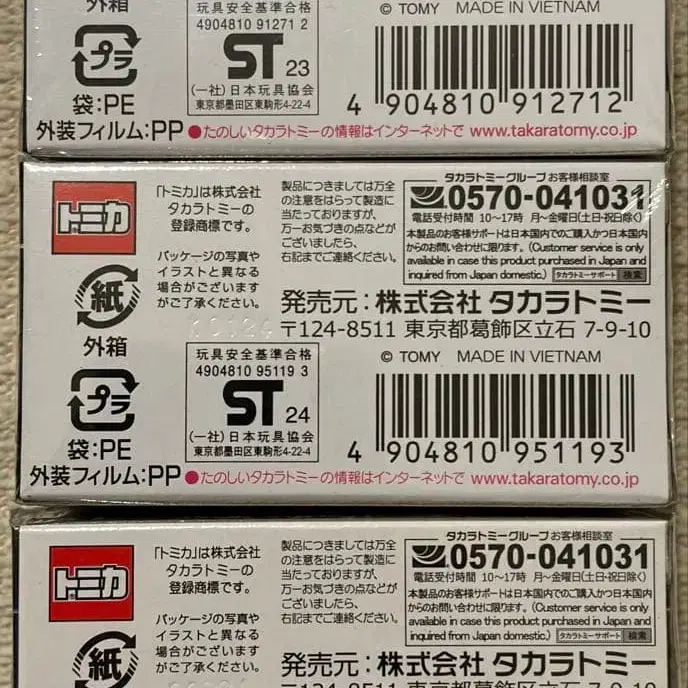 外箱
玩具安全基準合格
4904810 91271 2
ST 23
(一社)日本玩具協会
東京都墨田区東駒形4-22-4
プラ
袋:PE
外装フィルム:PP
© TOMY MADE IN VIETNAM
4 904810 912712
●たのしいタカラトミーの情報はインターネットで www.takaratomy.co.jp
トミカ
「トミカ」は株式会社
タカラトミーの
登録商標です。
パッケージの写真や
イラストと異なる
場合がございます
がご了承ください。
製品につきましては万全
の注意をはらって製造に
当たっておりますが、
万一お気づきの点などが
ございましたら、
右記までご連絡ください。
タカラトミーグループ お客様相談室
0570-041031
電話受付時間 10〜17時 月〜金曜日(土日・祝日除く)
本製品のお客様サポートは日本国内でのご購入かつ日本国内
からのお問い合わせに限ります。(Customer service is only
available in case this product purchased in Japan and
inquired from Japan domestic.) タカラトミーサポート 検索
発売元:株式会社 タカラトミー
〒124-8511 東京都葛飾区立石 7-9-10
紙
外箱
プラ
袋:PE
外装フィルム:PP
玩具安全基準合格
4904810 95119 3
ST 24
(一社)日本玩具協会
東京都墨田区東駒形4-22-4
© TOMY MADE IN VIETNAM
4 904810 951193
●たのしいタカラトミーの情報はインターネットで www.takaratomy.co.jp
トミカ
「トミカ」は株式会社
タカラトミーの
登録商標です。
パッケージの写真や
イラストと異なる
場合がございます
がご了承ください。
製品につきましては万全
の注意をはらって製造に
当たっておりますが、
万一お気づきの点などが
ございましたら、
右記までご連絡ください。
タカラトミーグループ お客様相談室
0570-041031
電話受付時間 10〜17時 月〜金曜日(土日・祝日除く)
本製品のお客様サポートは日本国内でのご購入かつ日本国内
からのお問い合わせに限ります。(Customer service is only
available in case this product purchased in Japan and
inquired from Japan domestic.) タカラトミーサポート 検索
発売元:株式会社 タカラトミー
〒124-8511 東京都葛飾区立石 7-9-10
紙